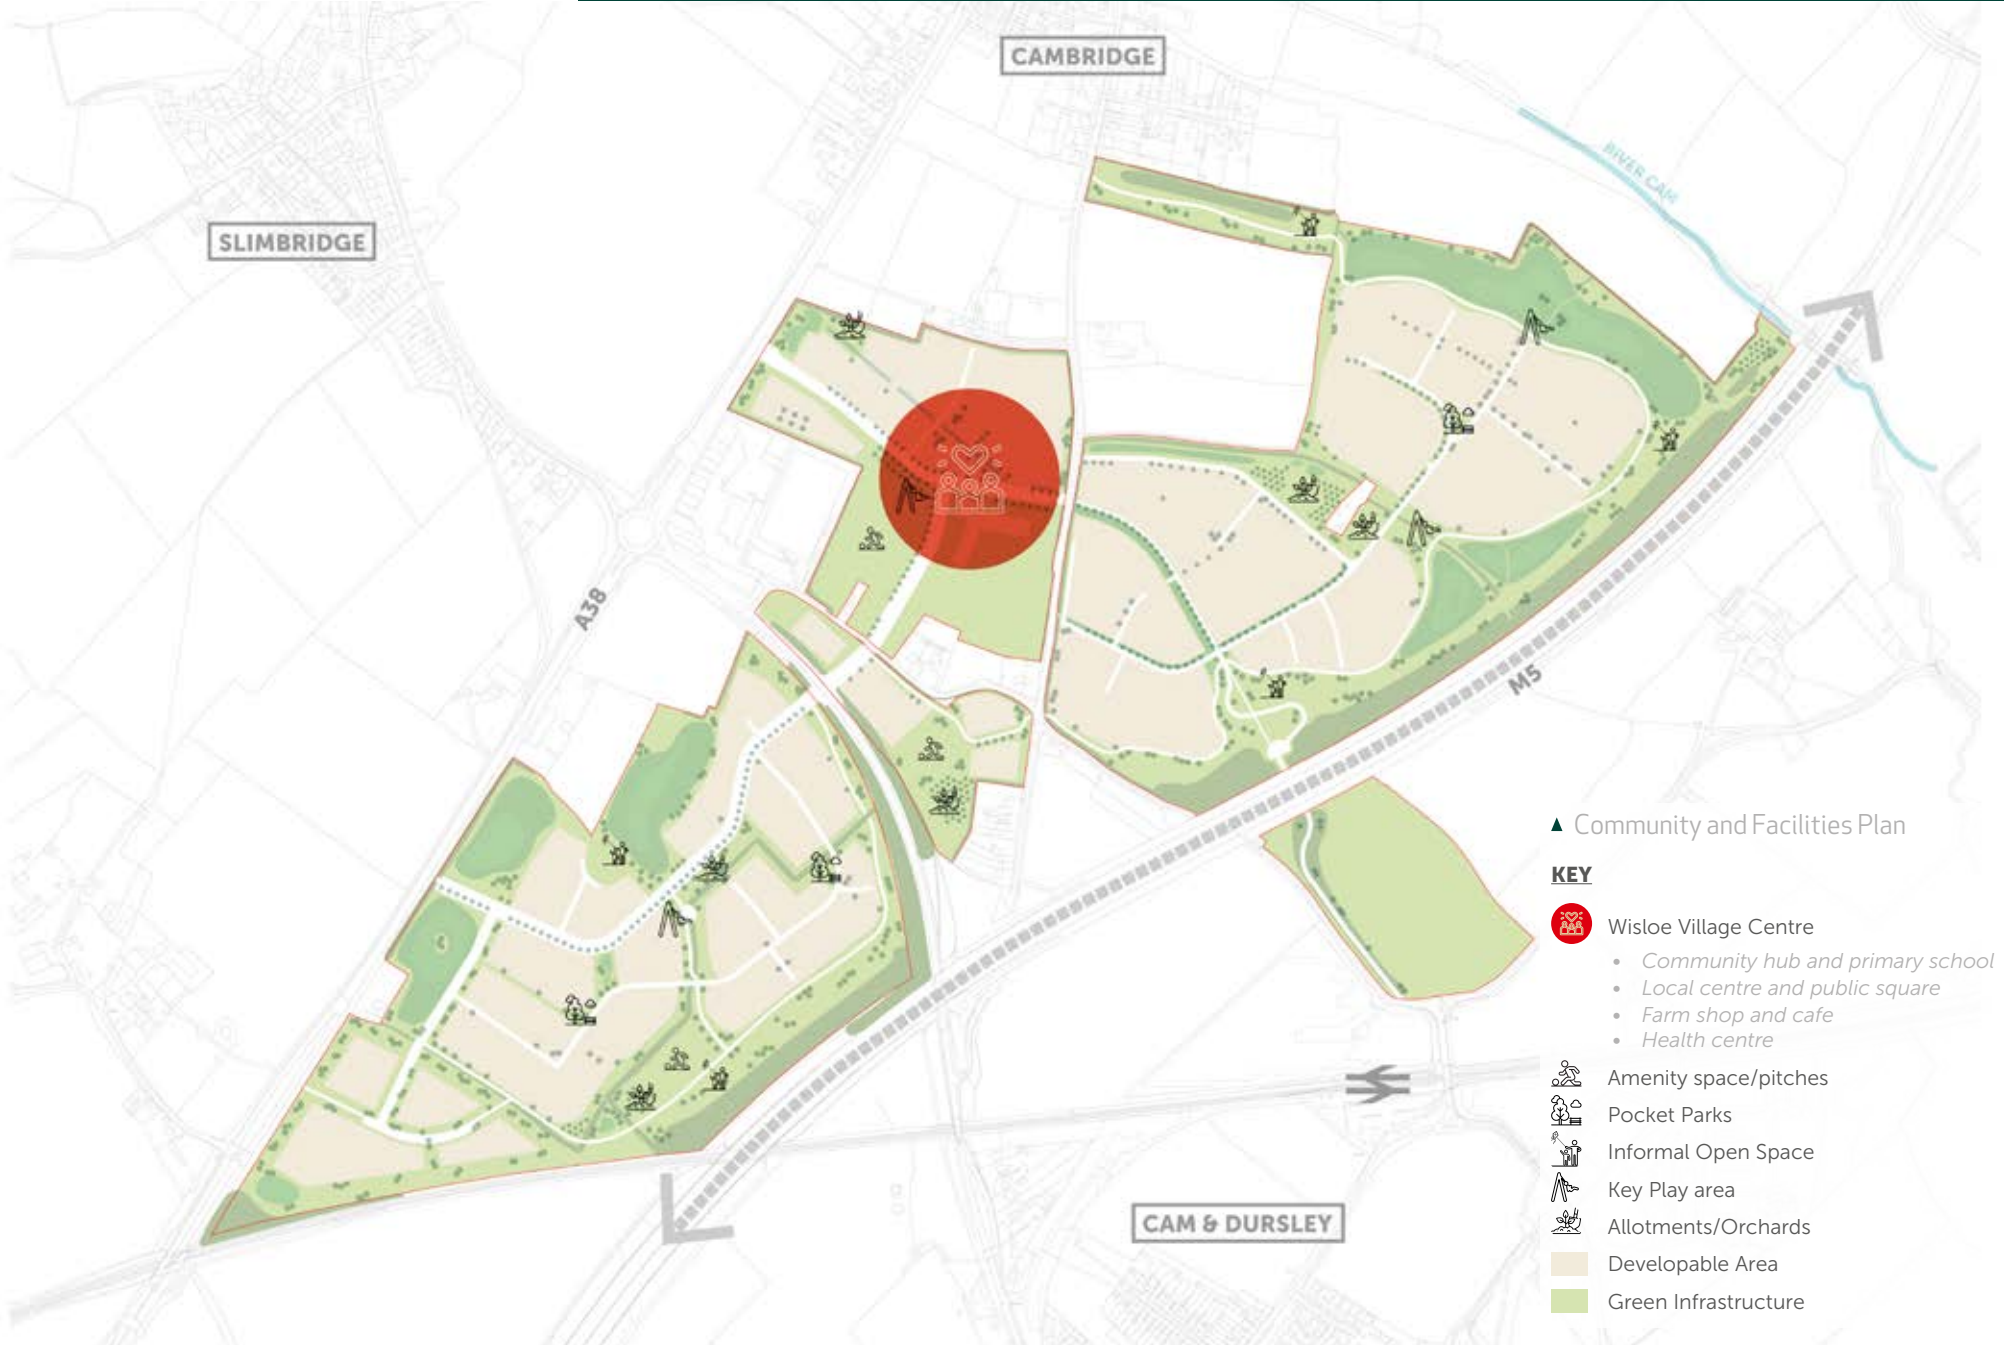 CAMBRIDGE
RIVER CAM
SLIMBRIDGE
A38
M5
Community and Facilities Plan
KEY
Wisloe Village Centre
• Community hub and primary school
• Local centre and public square
• Farm shop and cafe
• Health centre
Amenity space/pitches
Pocket Parks
Informal Open Space
Key Play area
Allotments/Orchards
Developable Area
Green Infrastructure
CAM & DURSLEY